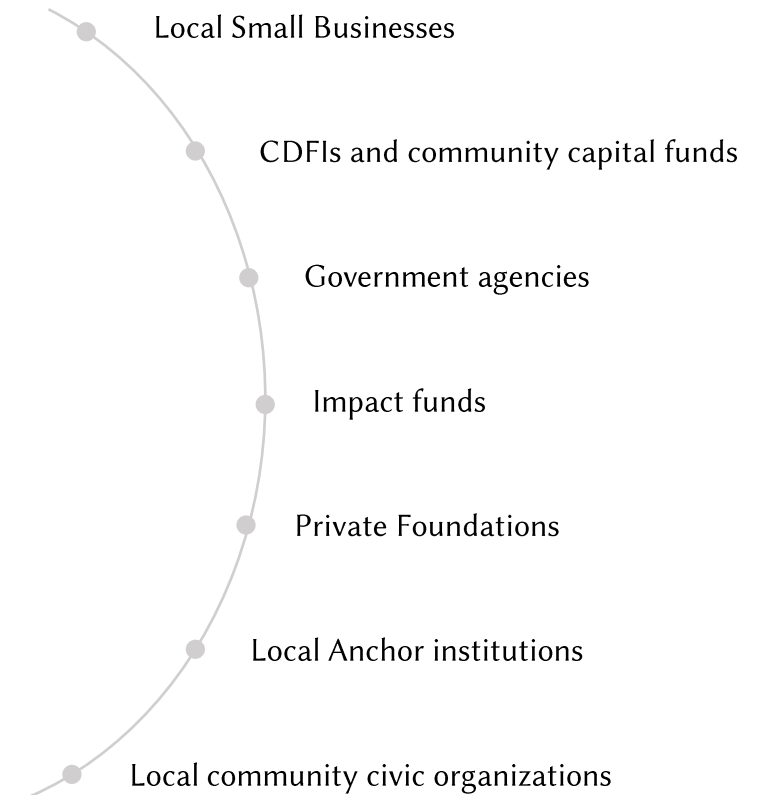 Local Small Businesses
CDFIs and community capital funds
Government agencies
Impact funds
Private Foundations
Local Anchor institutions
Local community civic organizations